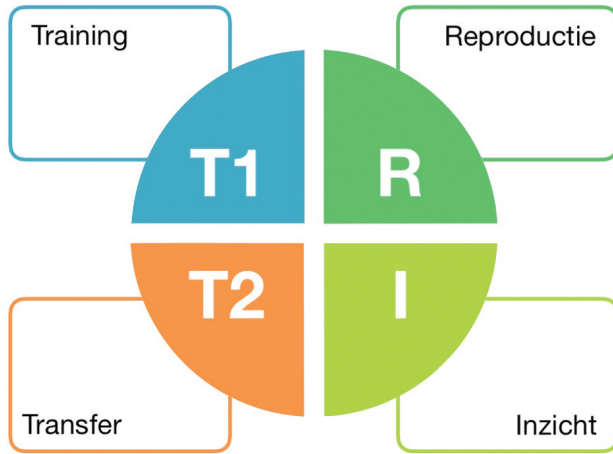 Training
Reproductie
T1
R
T2
I
Transfer
Inzicht